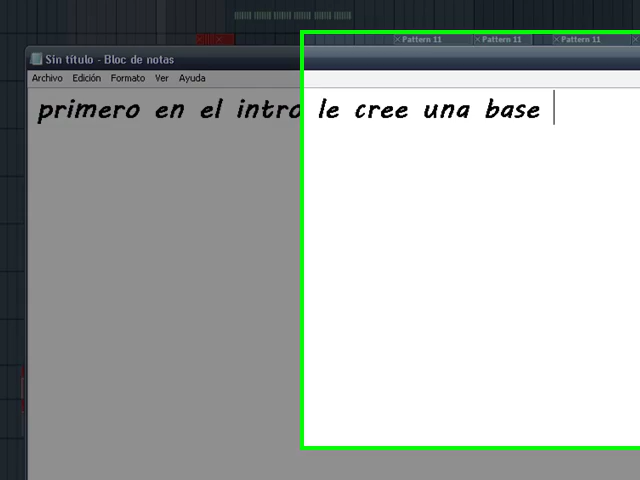 Pattern 11 Pattern 11 Pattern 11
Sin título - Bloc de notas
Archivo Edición Formato Ver Ayuda
primero en el intro le cree una base